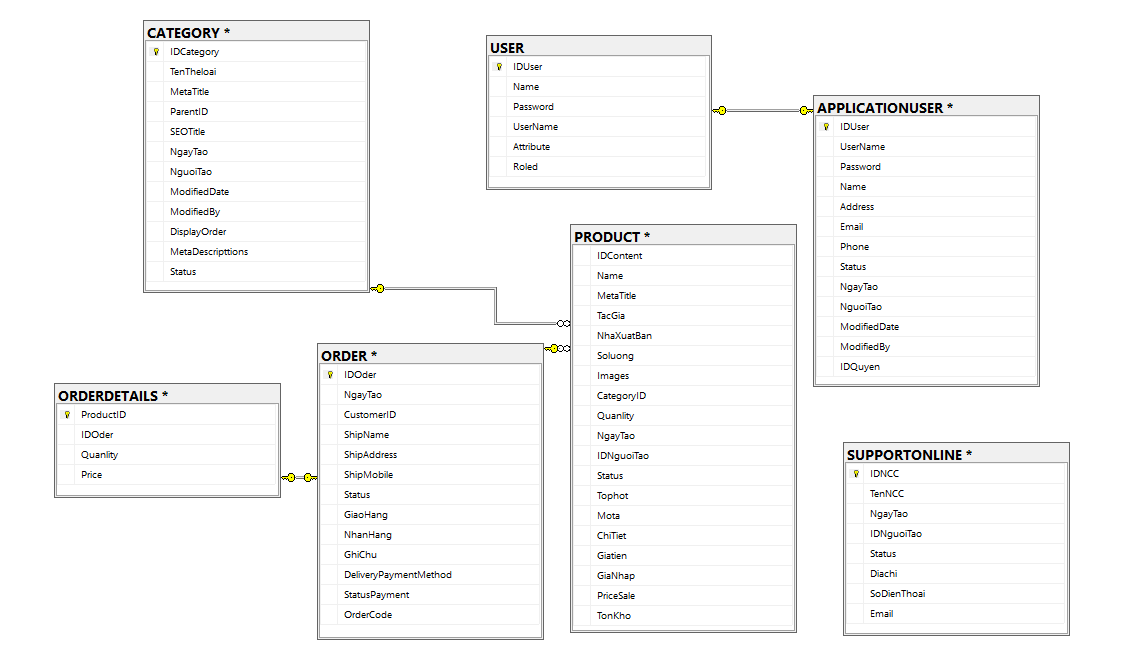 CATEGORY *
IDCategory
TenTheloai
MetaTitle
ParentID
SEOTitle
NgayTao
NguoiTao
ModifiedDate
ModifiedBy
DisplayOrder
MetaDescripttions
Status
USER
IDUser
Name
Password
UserName
Attribute
Roled
APPLICATIONUSER *
IDUser
UserName
Password
Name
Address
Email
Phone
Status
NgayTao
NguoiTao
ModifiedDate
ModifiedBy
IDQuyen
PRODUCT *
IDContent
Name
MetaTitle
TacGia
NhaXuatBan
Soluong
Images
CategoryID
Quanlity
NgayTao
IDNguoiTao
Status
Tophot
Mota
ChiTiet
Giatien
GiaNhap
PriceSale
TonKho
ORDER *
IDOder
NgayTao
CustomerID
ShipName
ShipAddress
ShipMobile
Status
GiaoHang
NhanHang
GhiChu
DeliveryPaymentMethod
StatusPayment
OrderCode
ORDERDETAILS *
ProductID
IDOder
Quanlity
Price
SUPPORTONLINE *
IDNCC
TenNCC
NgayTao
IDNguoiTao
Status
Diachi
SoDienThoai
Email